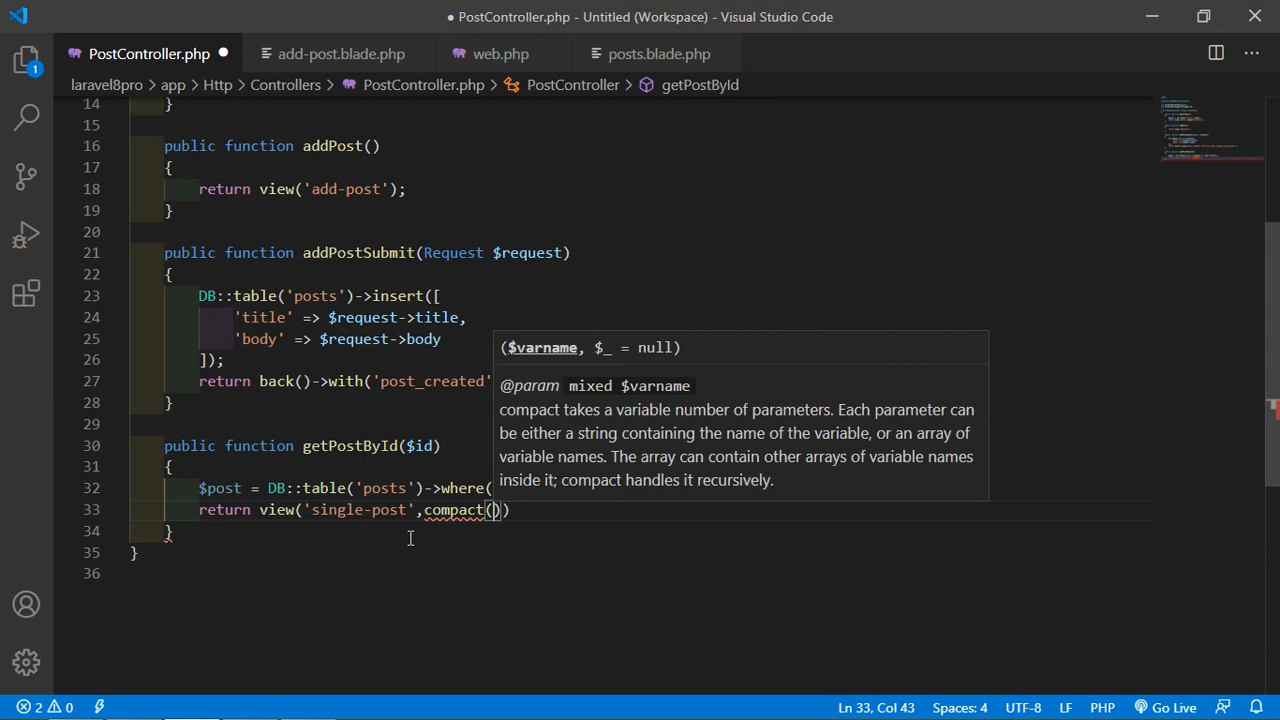 ● PostController.php - Untitled (Workspace) - Visual Studio Code
PostController.php
add-post.blade.php
web.php
posts.blade.php
1
laravel8pro > app > Http > Controllers > PostController.php > PostController > getPostById
14 }
15
16 public function addPost()
17 {
18 return view('add-post');
19 }
20
21 public function addPostSubmit(Request $request)
22 {
23 DB::table('posts')->insert([
24 'title' => $request->title,
25 'body' => $request->body
26 ]);
27 return back()->with('post_created'
28 }
29
30 public function getPostById($id)
31 {
32 $post = DB::table('posts')->where(
33 return view('single-post',compact())
34 }
35 }
36
($varname, $_ = null)
@param mixed $varname
compact takes a variable number of parameters. Each parameter can
be either a string containing the name of the variable, or an array of
variable names. The array can contain other arrays of variable names
inside it; compact handles it recursively.
2 0
Ln 33, Col 43
Spaces: 4
UTF-8
LF
PHP
Go Live